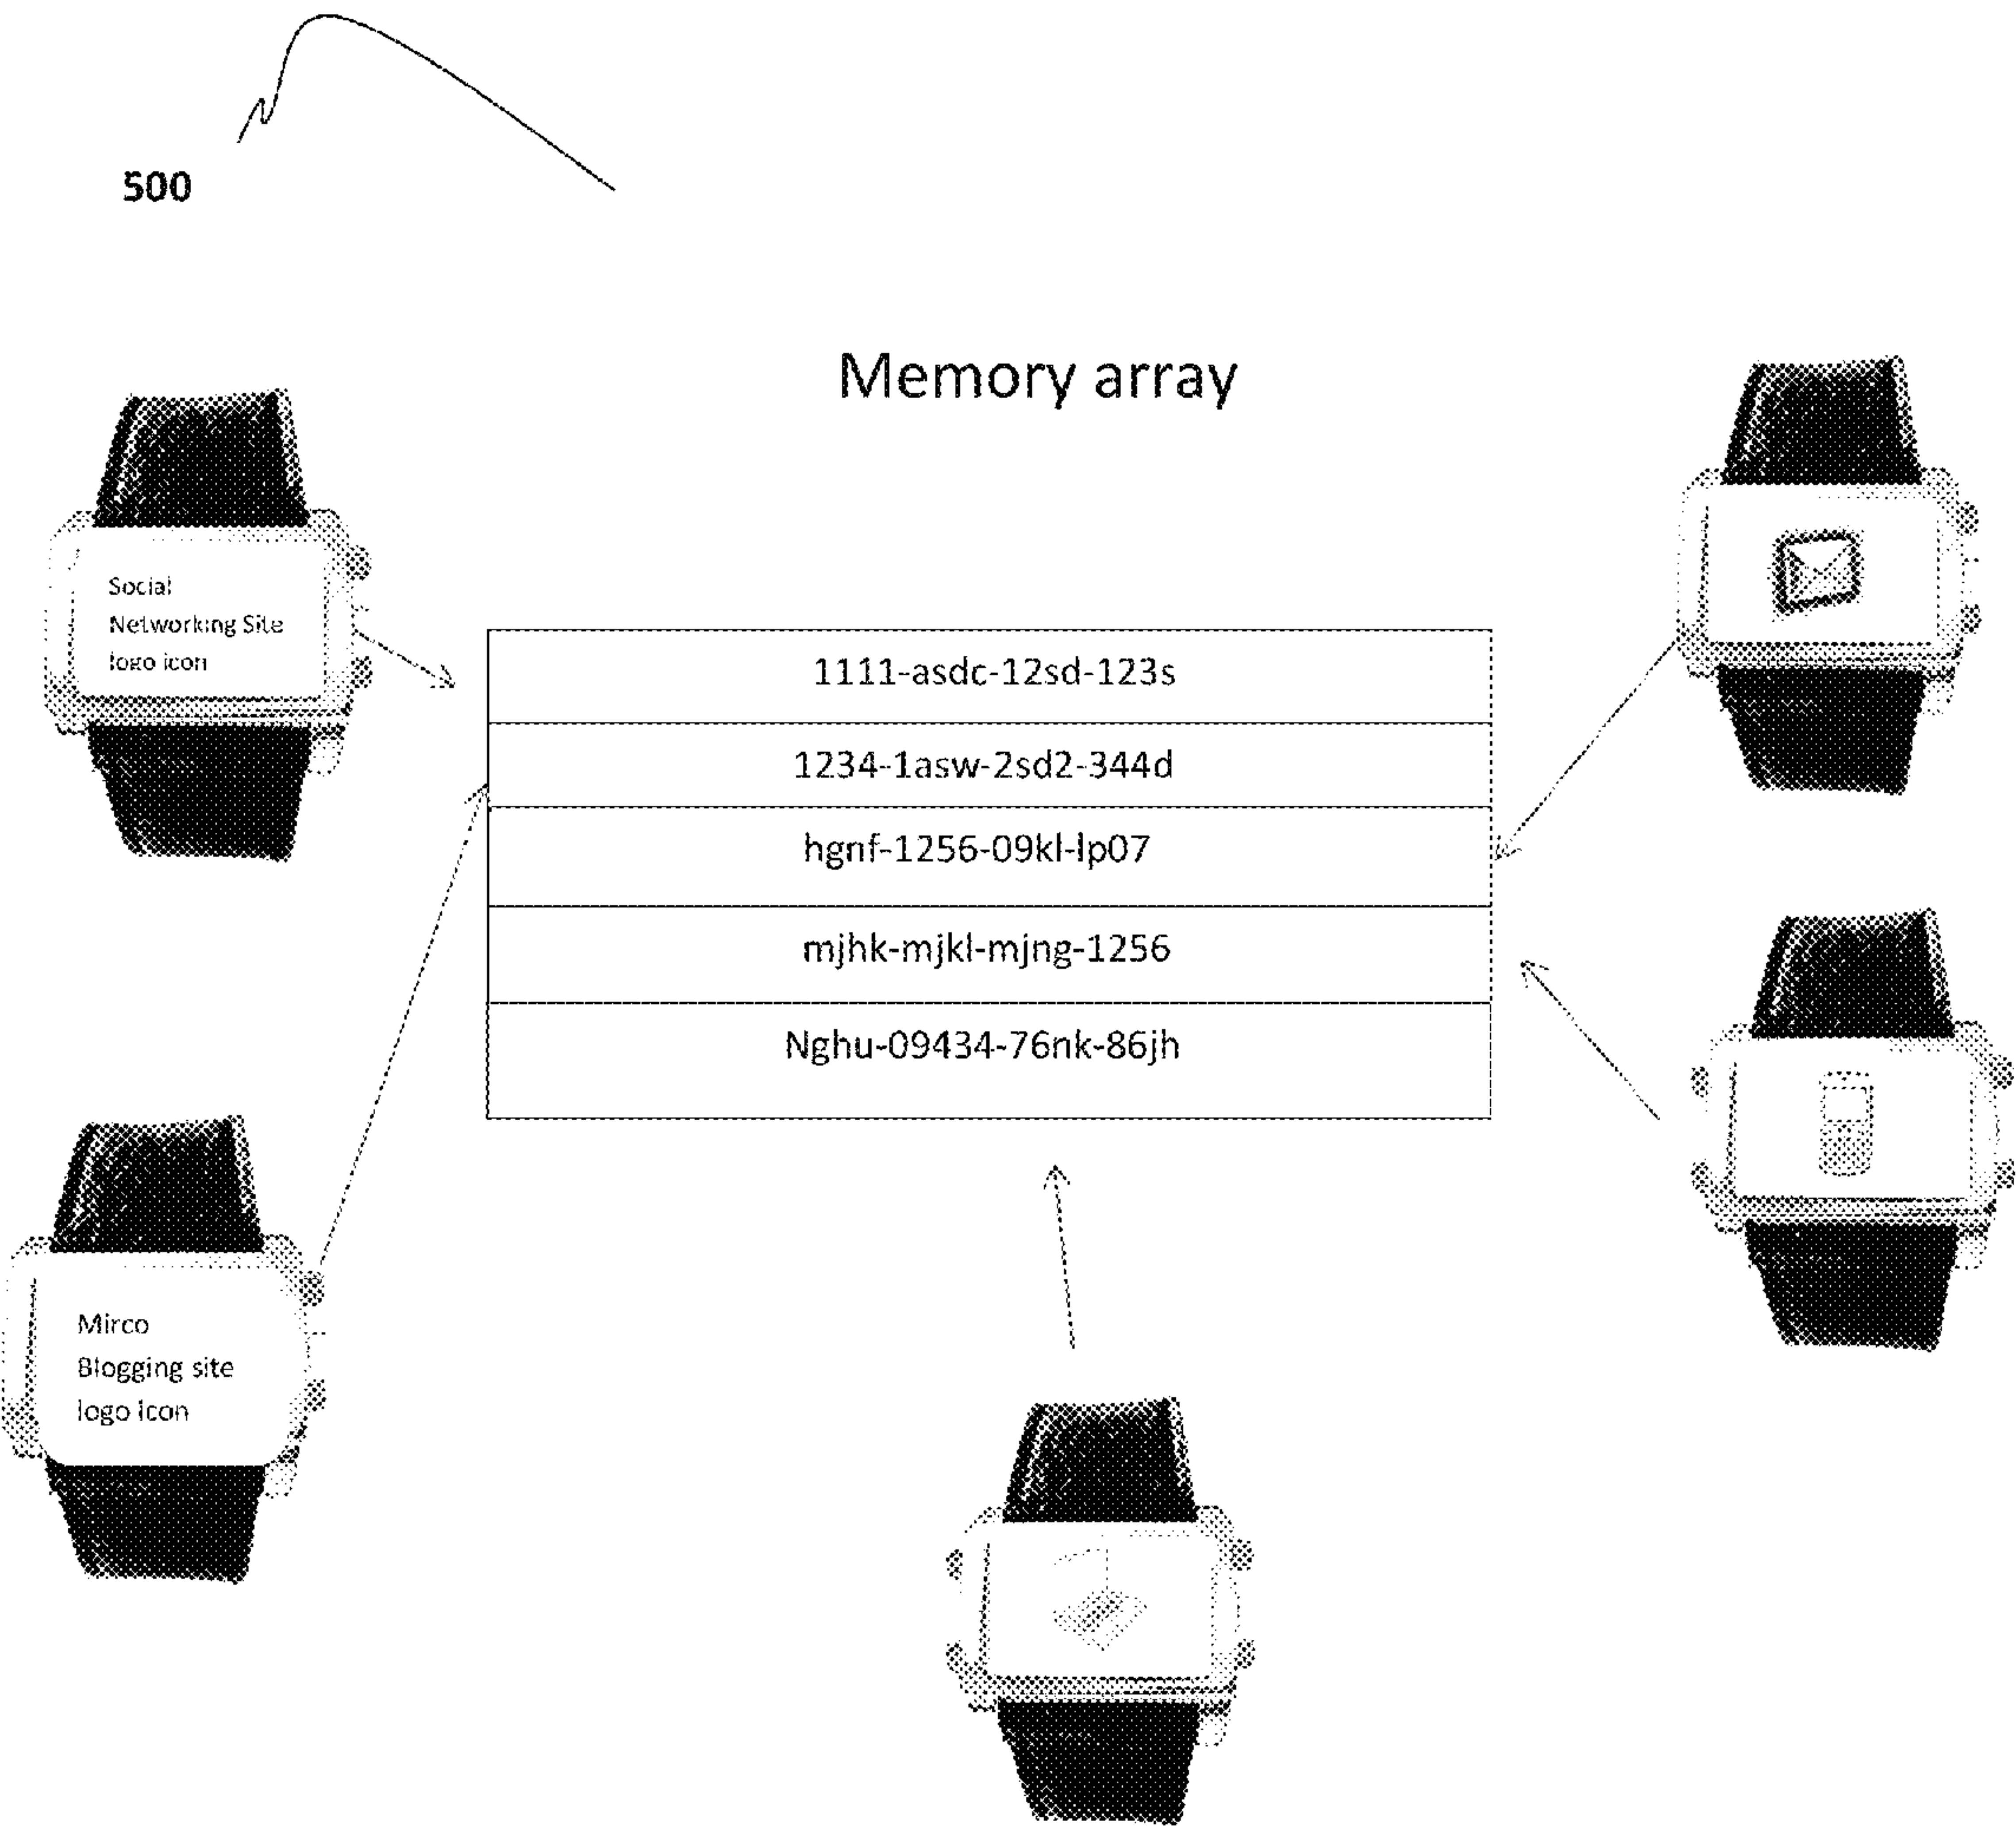 500
Memory array
Social
Networking Site
logo icon
1111-asdc-12sd-123s
1234-1asw-2sd2-344d
hgnf-1256-09kl-lp07
mjhk-mjkl-mjng-1256
Nghu-09434-76nk-86jh
Mirco
Blogging site
logo Icon